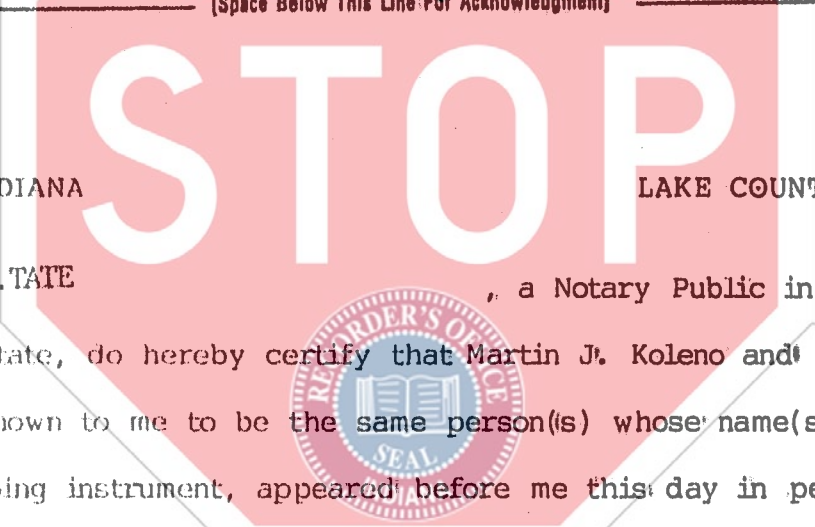 [Space Below This Line For Acknowledgment]
STOP
DIANA LAKE COUNT
.TATE , a Notary Public in
tate, do hereby certify that Martin J. Koleno and
nown to me to be the same person(s) whose name(s
ing instrument, appeared before me this day in pe
RECORDER'S OFFICE
SEAL
INDIANA